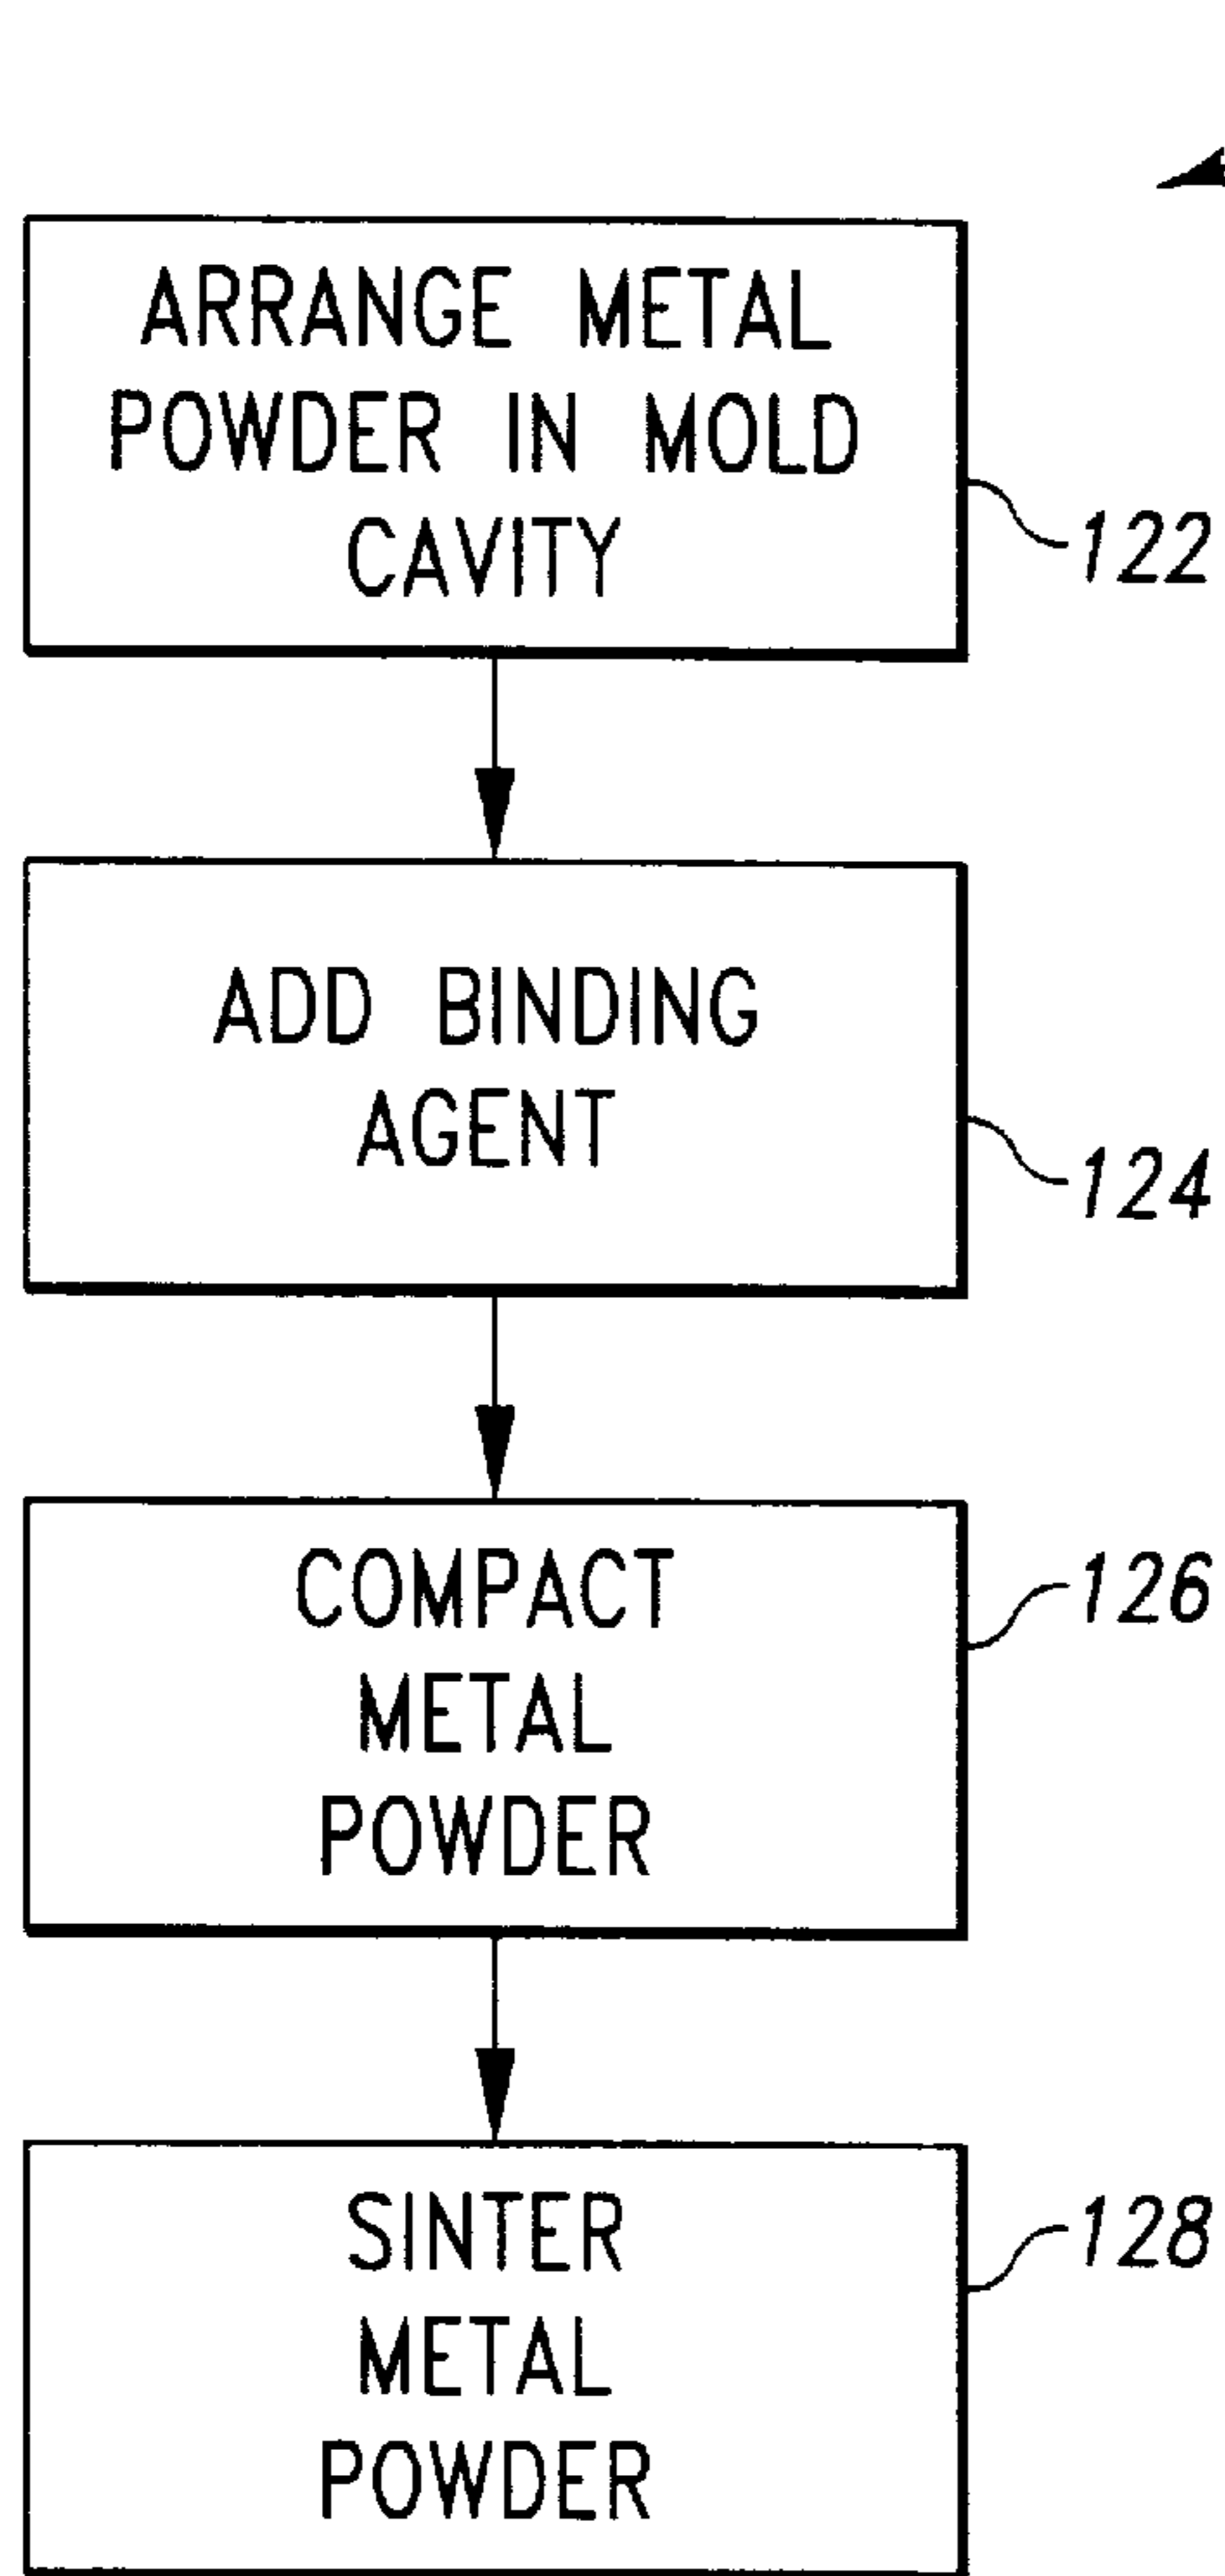 ARRANGE METAL
POWDER IN MOLD
CAVITY
122
ADD BINDING
AGENT
124
COMPACT
METAL
POWDER
126
SINTER
METAL
POWDER
128